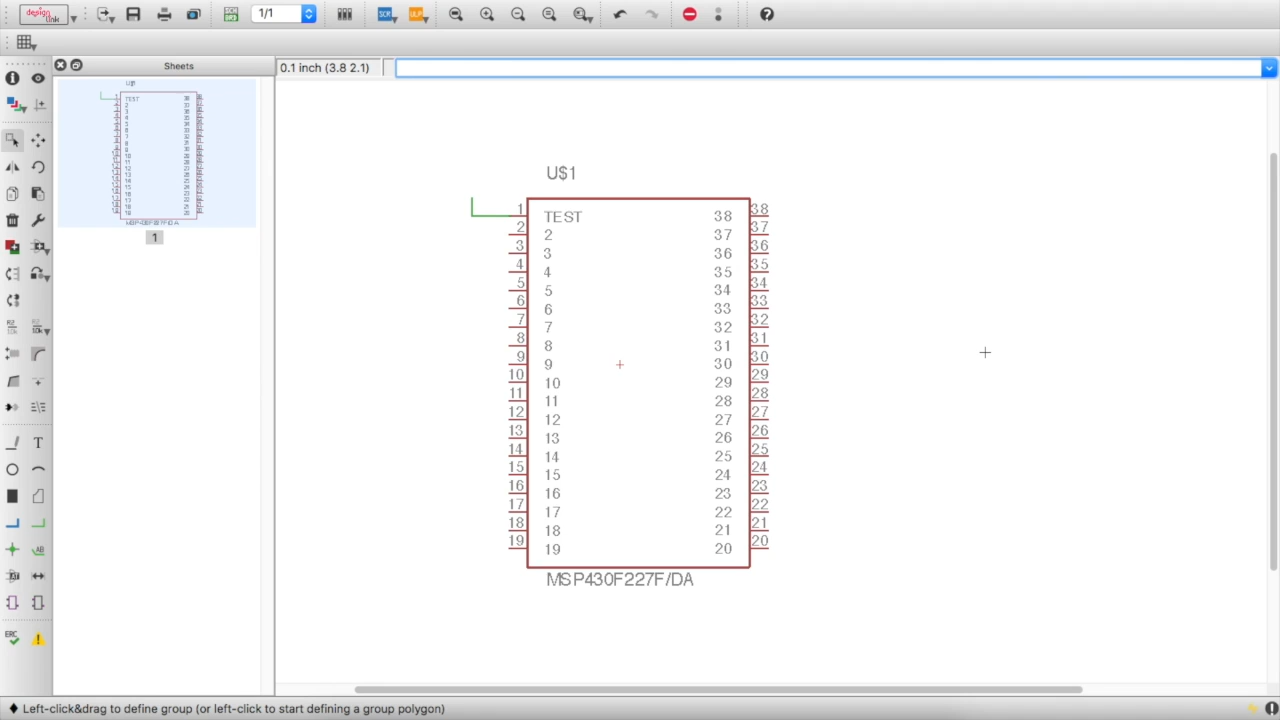 design link
1/1
SCR
ULP
Sheets
0.1 inch (3.8 2.1)
1
U$1
1 TEST 38 38
2 2 37 37
3 3 36 36
4 4 35 35
5 5 34 34
6 6 33 33
7 7 32 32
8 8 31 31
9 9 30 30
10 10 29 29
11 11 28 28
12 12 27 27
13 13 26 26
14 14 25 25
15 15 24 24
16 16 23 23
17 17 22 22
18 18 21 21
19 19 20 20
MSP430F227F/DA
T
ERC
Left-click&drag to define group (or left-click to start defining a group polygon)